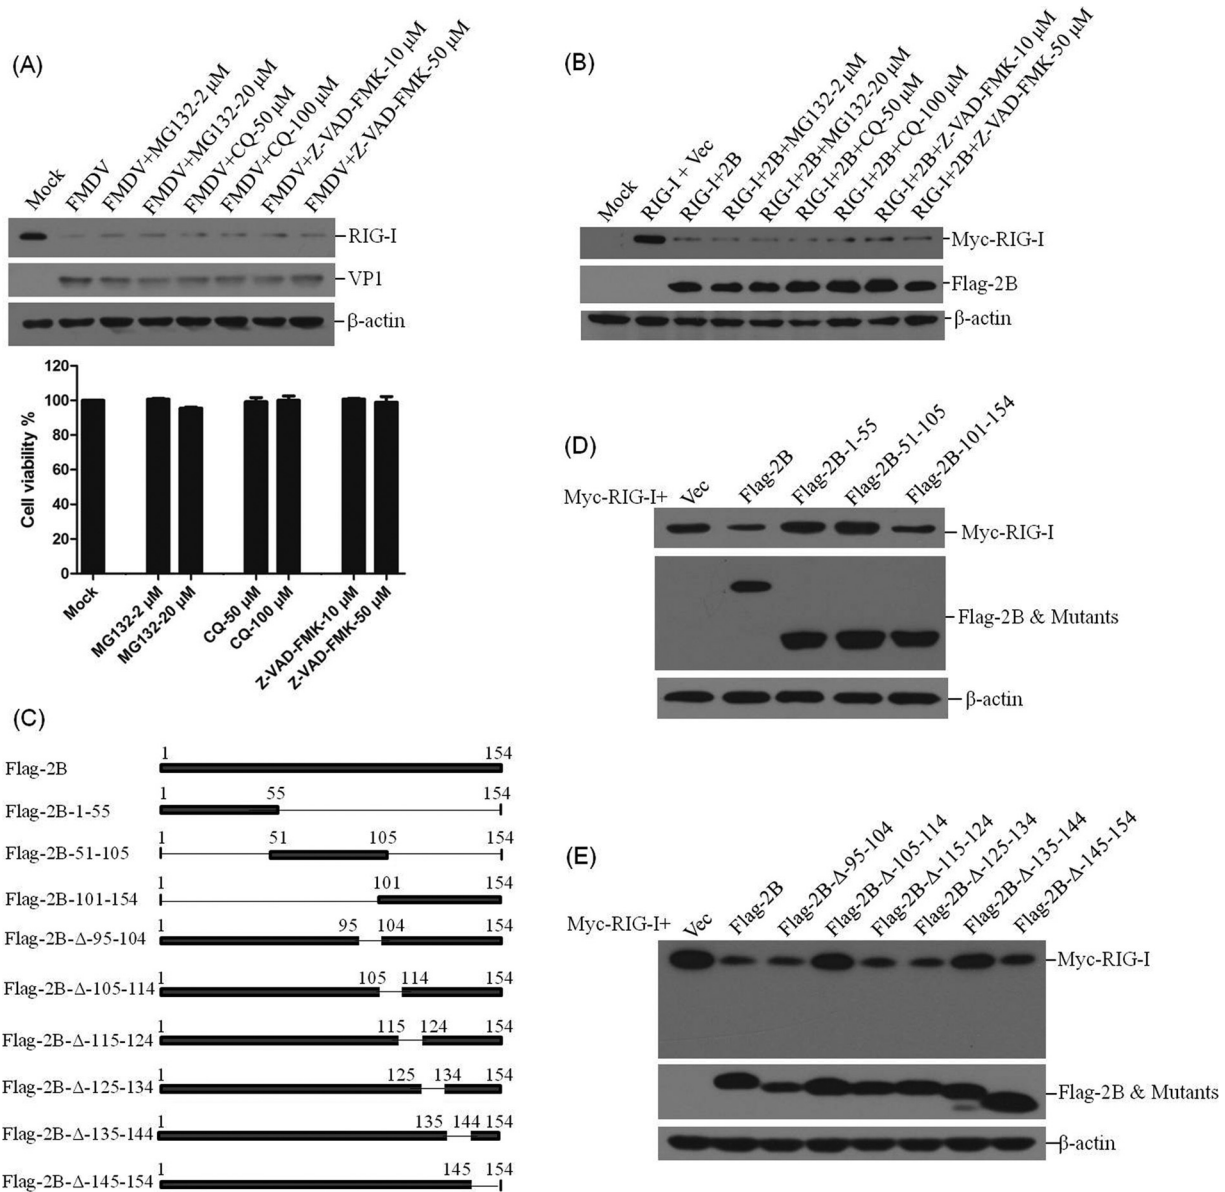 (A)
Mock
FMDV
FMDV+MG132-2 μM
FMDV+MG132-20 μM
FMDV+CQ-50 μM
FMDV+CQ-100 μM
FMDV+Z-VAD-FMK-10 μM
FMDV+Z-VAD-FMK-50 μM
RIG-I
VP1
β-actin
Cell viability %
120
100
80
60
40
20
0
Mock
MG132-2 μM
MG132-20 μM
CQ-50 μM
CQ-100 μM
Z-VAD-FMK-10 μM
Z-VAD-FMK-50 μM
(B)
Mock
RIG-I + Vec
RIG-I+2B
RIG-I+2B+MG132-2 μM
RIG-I+2B+MG132-20 μM
RIG-I+2B+CQ-50 μM
RIG-I+2B+CQ-100 μM
RIG-I+2B+Z-VAD-FMK-10 μM
RIG-I+2B+Z-VAD-FMK-50 μM
Myc-RIG-I
Flag-2B
β-actin
(C)
1 154
Flag-2B
1 55 154
Flag-2B-1-55
1 51 105 154
Flag-2B-51-105
1 101 154
Flag-2B-101-154
1 95 104 154
Flag-2B-Δ-95-104
1 105 114 154
Flag-2B-Δ-105-114
1 115 124 154
Flag-2B-Δ-115-124
1 125 134 154
Flag-2B-Δ-125-134
1 135 144 154
Flag-2B-Δ-135-144
1 145 154
Flag-2B-Δ-145-154
(D)
Myc-RIG-I+
Vec
Flag-2B
Flag-2B-1-55
Flag-2B-51-105
Flag-2B-101-154
Myc-RIG-I
Flag-2B & Mutants
β-actin
(E)
Myc-RIG-I+
Vec
Flag-2B
Flag-2B-Δ-95-104
Flag-2B-Δ-105-114
Flag-2B-Δ-115-124
Flag-2B-Δ-125-134
Flag-2B-Δ-135-144
Flag-2B-Δ-145-154
Myc-RIG-I
Flag-2B & Mutants
β-actin